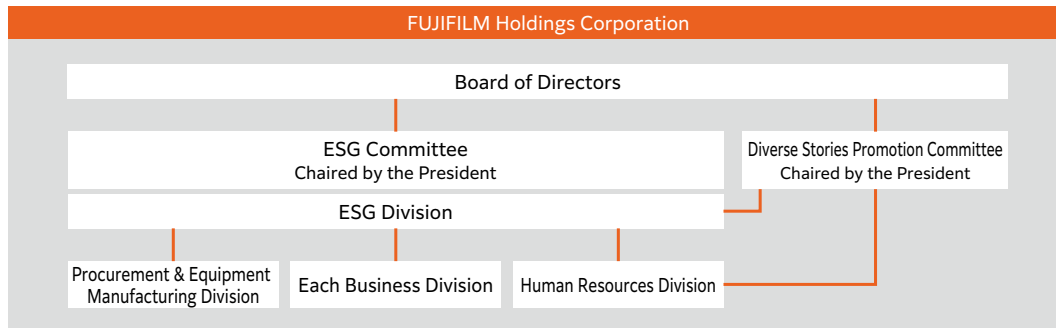 FUJIFILM Holdings Corporation
Board of Directors
ESG Committee
Chaired by the President
Diverse Stories Promotion Committee
Chaired by the President
ESG Division
Procurement & Equipment
Manufacturing Division
Each Business Division
Human Resources Division